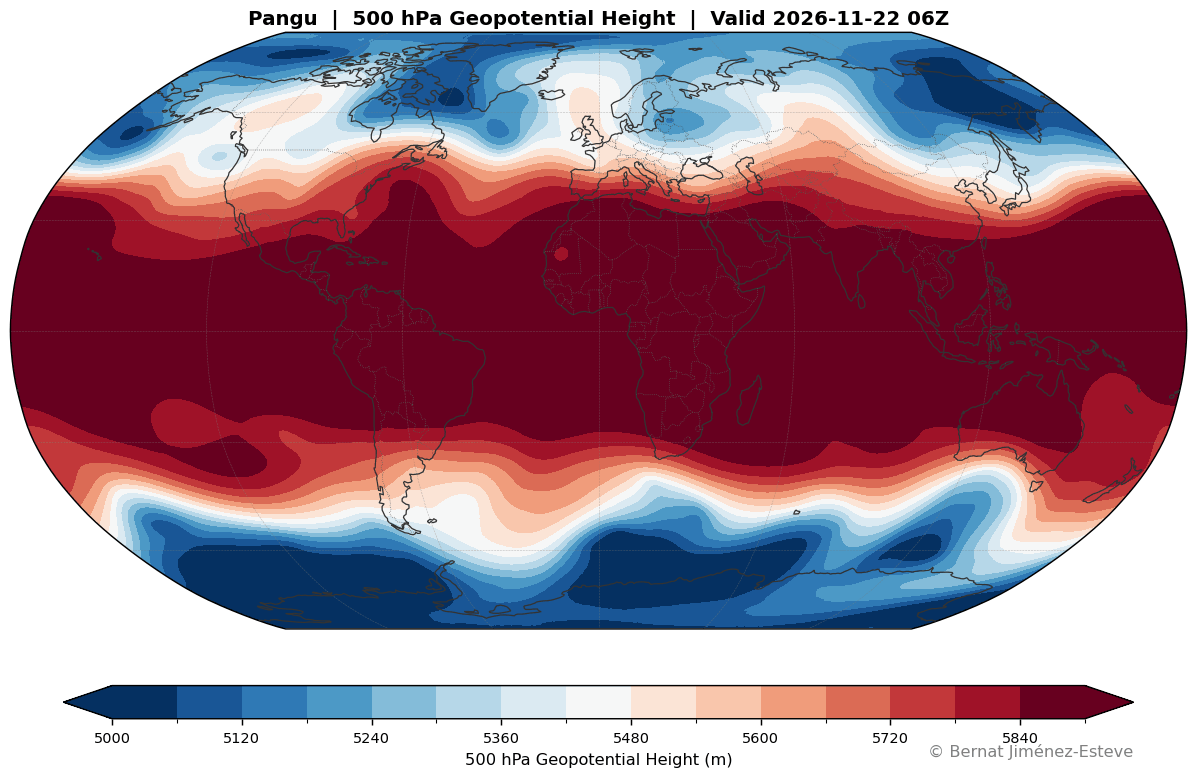 Pangu | 500 hPa Geopotential Height | Valid 2026-11-22 06Z
5000 5120 5240 5360 5480 5600 5720 5840
500 hPa Geopotential Height (m)
© Bernat Jiménez-Esteve